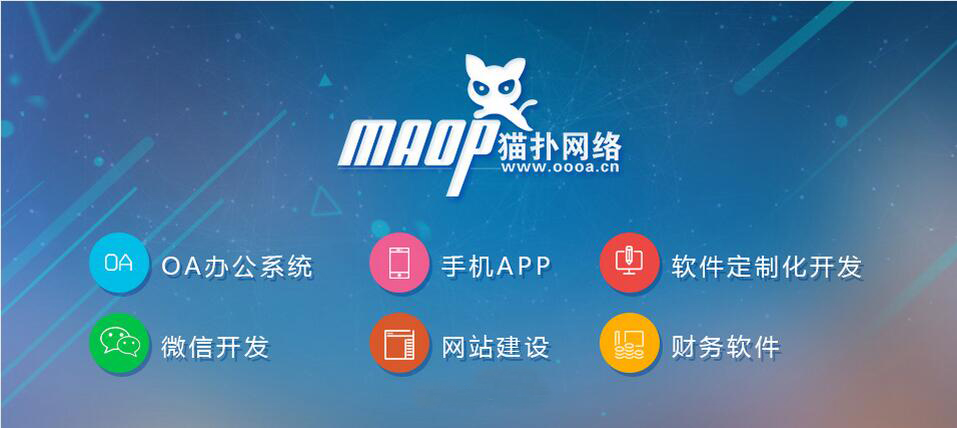 MAOP猫扑网络
www.oooa.cn
OA OA办公系统
手机APP
软件定制化开发
微信开发
网站建设
财务软件